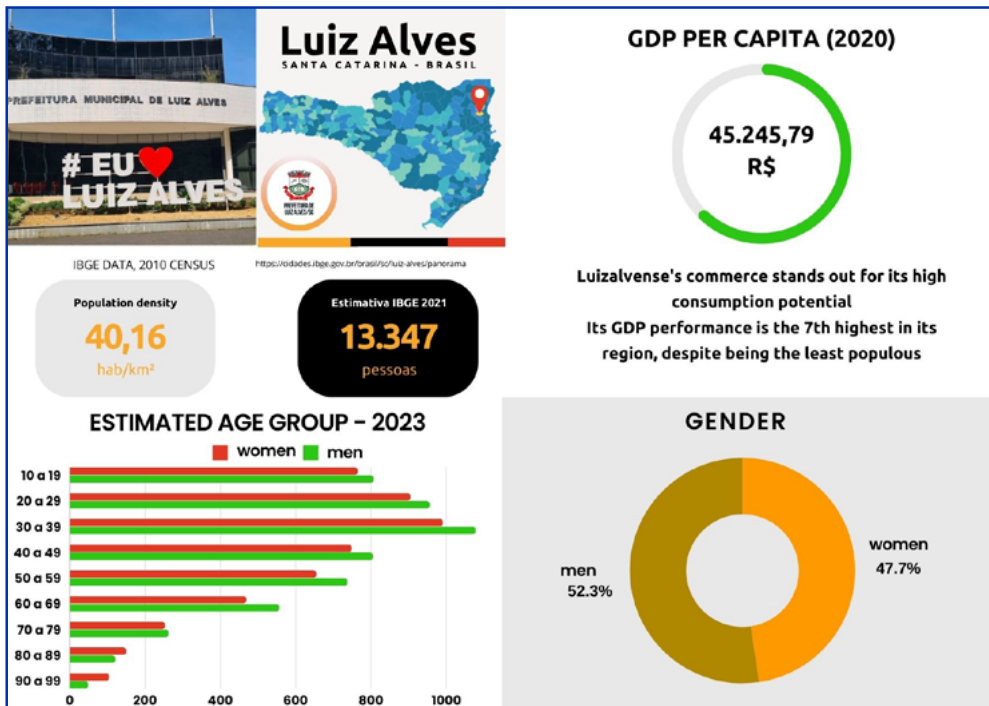 PREFEITURA MUNICIPAL DE LUIZ ALVES
# EU
LUIZ ALVES
Luiz Alves
SANTA CATARINA - BRASIL
PREFEITURA DE
LUIZ ALVES/SC
IBGE DATA, 2010 CENSUS
https://cidades.ibge.gov.br/brasil/sc/luiz-alves/panorama
Population density
40,16
hab/km²
Estimativa IBGE 2021
13.347
pessoas
GDP PER CAPITA (2020)
45.245,79
R$
Luizalvense's commerce stands out for its high
consumption potential
Its GDP performance is the 7th highest in its
region, despite being the least populous
ESTIMATED AGE GROUP - 2023
women men
10 a 19
20 a 29
30 a 39
40 a 49
50 a 59
60 a 69
70 a 79
80 a 89
90 a 99
0 200 400 600 800 1000
GENDER
women
47.7%
men
52.3%